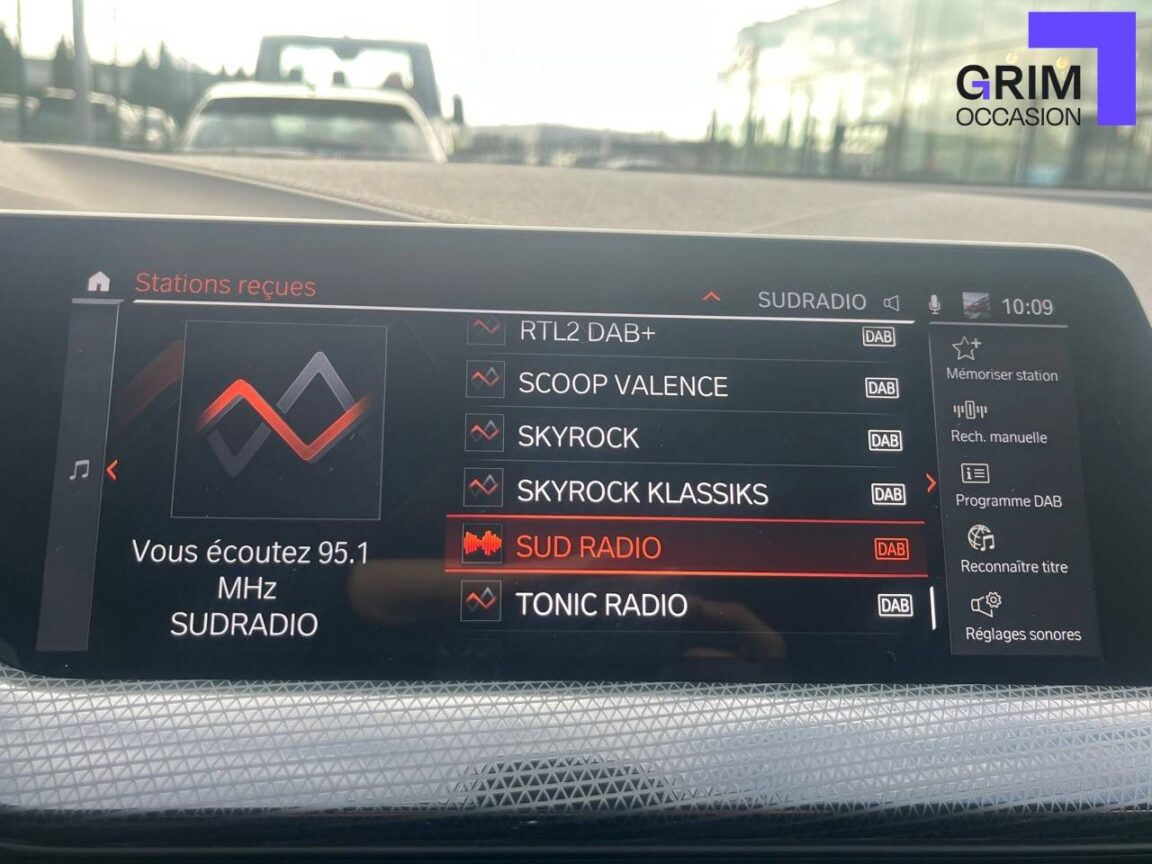 GRIM
OCCASION
Stations reçues
SUDRADIO
10:09
RTL2 DAB+ DAB
SCOOP VALENCE DAB
SKYROCK DAB
SKYROCK KLASSIKS DAB
SUD RADIO DAB
TONIC RADIO DAB
Vous écoutez 95.1
MHz
SUDRADIO
Mémoriser station
Rech. manuelle
Programme DAB
Reconnaître titre
Réglages sonores